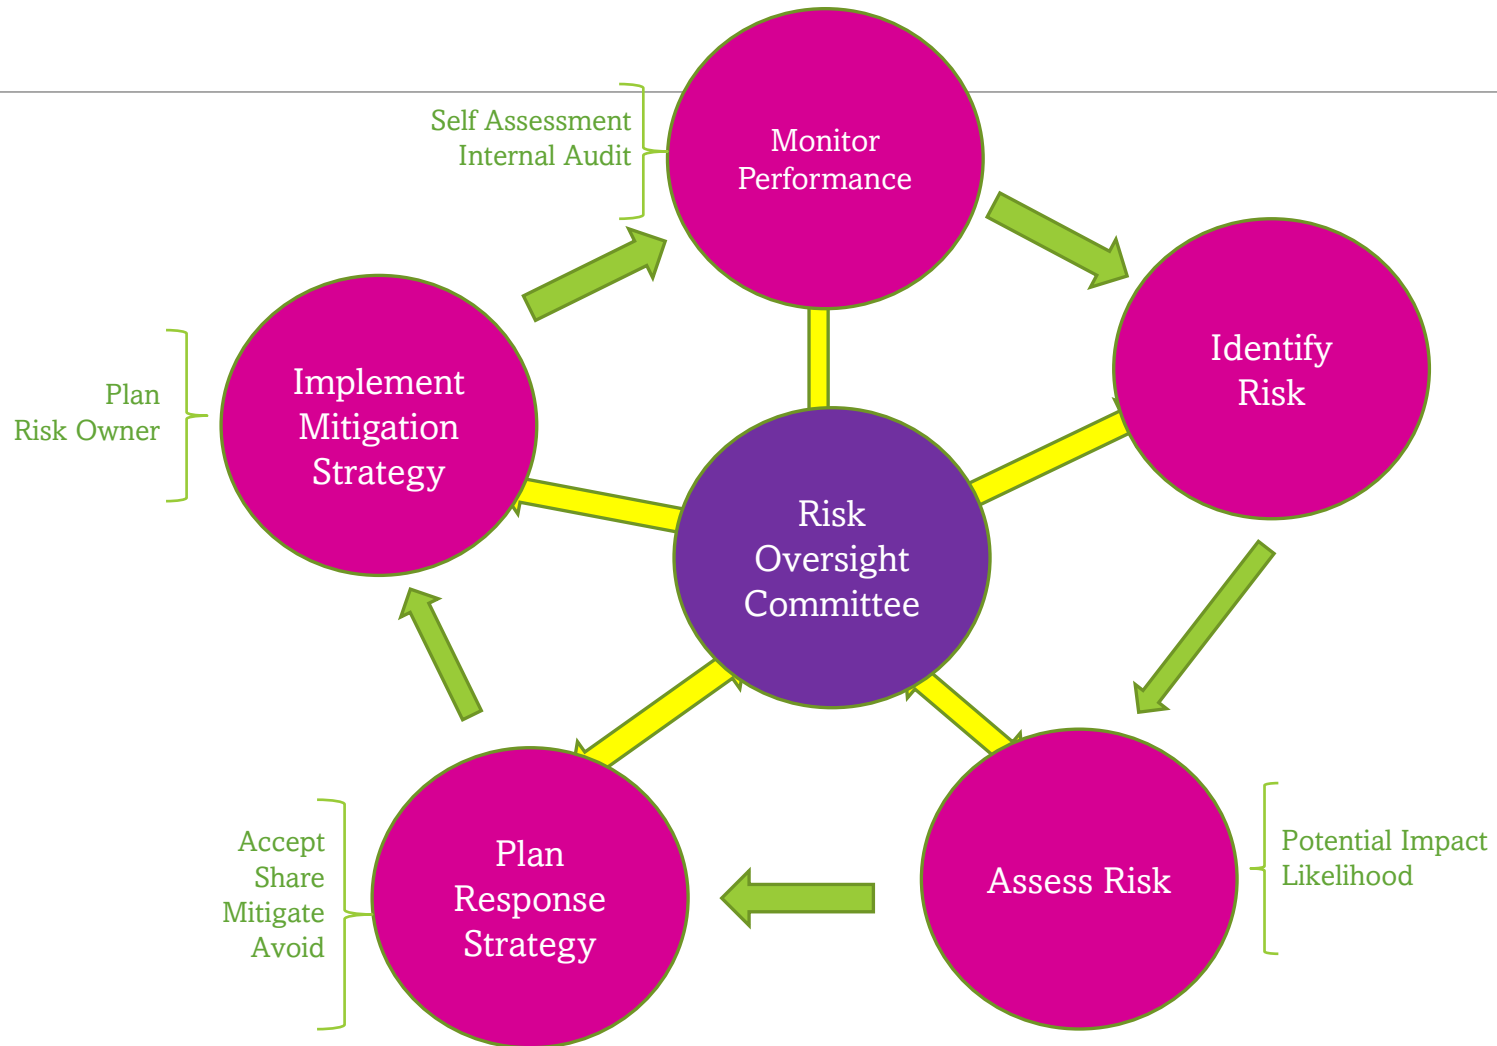 Self Assessment
Internal Audit
Monitor
Performance
Identify
Risk
Plan
Risk Owner
Implement
Mitigation
Strategy
Risk
Oversight
Committee
Accept
Share
Mitigate
Avoid
Plan
Response
Strategy
Assess Risk
Potential Impact
Likelihood